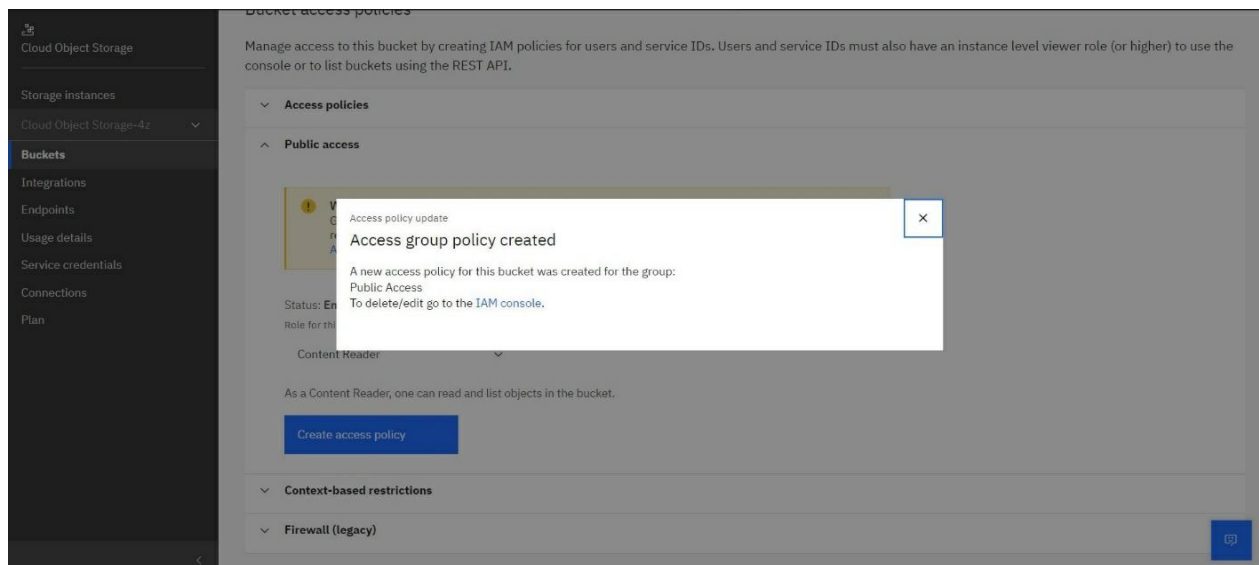 Bucket access policies
Cloud Object Storage
Manage access to this bucket by creating IAM policies for users and service IDs. Users and service IDs must also have an instance level viewer role (or higher) to use the
console or to list buckets using the REST API.
Storage instances
Cloud Object Storage-4z
Buckets
Integrations
Endpoints
Usage details
Service credentials
Connections
Plan
Access policies
Public access
Access policy update
Access group policy created
A new access policy for this bucket was created for the group:
Public Access
To delete/edit go to the IAM console.
Status:
Role for
Content Reader
As a Content Reader, one can read and list objects in the bucket.
Create access policy
Context-based restrictions
Firewall (legacy)